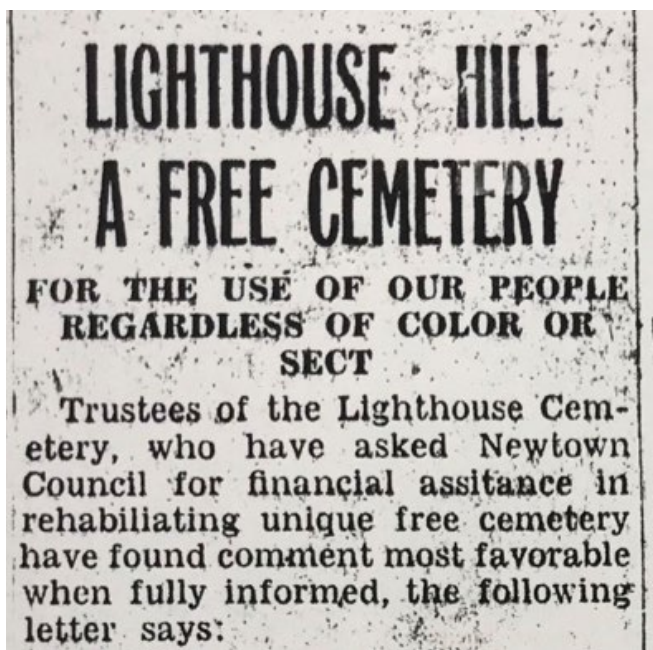 LIGHTHOUSE HILL
A FREE CEMETERY
FOR THE USE OF OUR PEOPLE
REGARDLESS OF COLOR OR
SECT
Trustees of the Lighthouse Cem-
etery, who have asked Newtown
Council for financial assitance in
rehabiliating unique free cemetery
have found comment most favorable
when fully informed, the following
letter says: